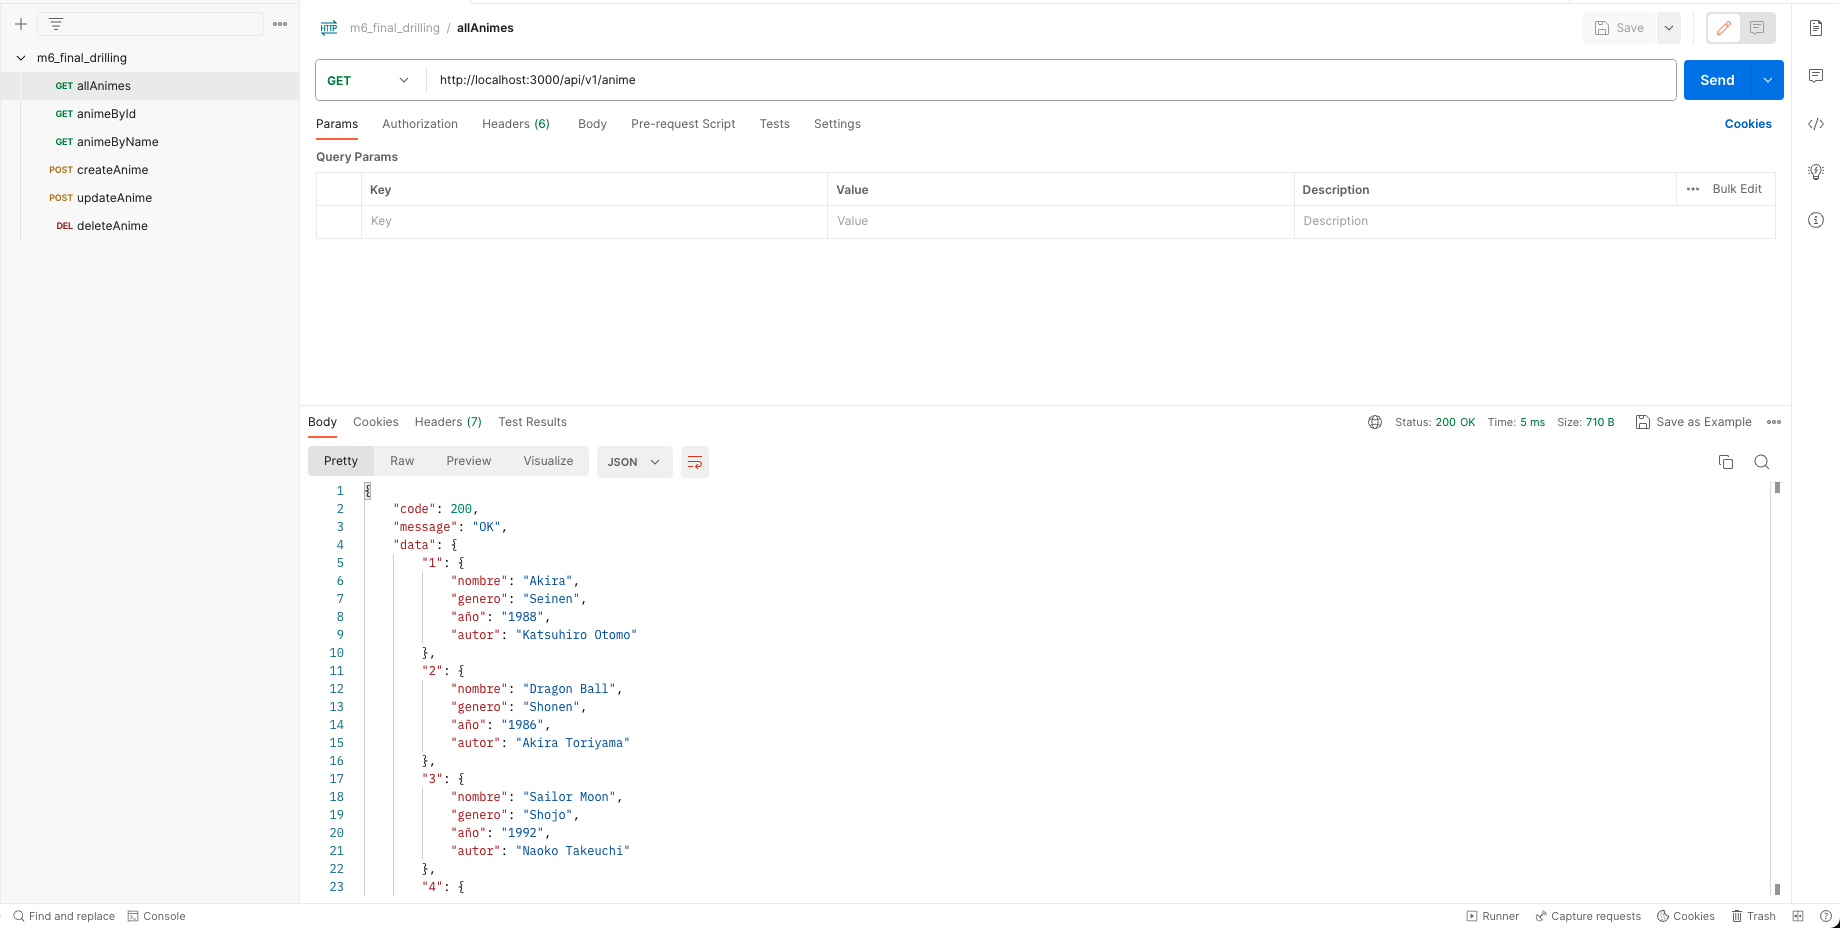 m6_final_drilling
GET allAnimes
GET animeById
GET animeByName
POST createAnime
POST updateAnime
DEL deleteAnime
HTTP m6_final_drilling / allAnimes
Save
GET http://localhost:3000/api/v1/anime
Send
Params Authorization Headers (6) Body Pre-request Script Tests Settings Cookies
Query Params
Key Value Description Bulk Edit
Key Value Description
Body Cookies Headers (7) Test Results Status: 200 OK Time: 5 ms Size: 710 B Save as Example
Pretty Raw Preview Visualize JSON
1 {
2 "code": 200,
3 "message": "OK",
4 "data": {
5 "1": {
6 "nombre": "Akira",
7 "genero": "Seinen",
8 "año": "1988",
9 "autor": "Katsuhiro Otomo"
10 },
11 "2": {
12 "nombre": "Dragon Ball",
13 "genero": "Shonen",
14 "año": "1986",
15 "autor": "Akira Toriyama"
16 },
17 "3": {
18 "nombre": "Sailor Moon",
19 "genero": "Shojo",
20 "año": "1992",
21 "autor": "Naoko Takeuchi"
22 },
23 "4": {
Find and replace Console Runner Capture requests Cookies Trash